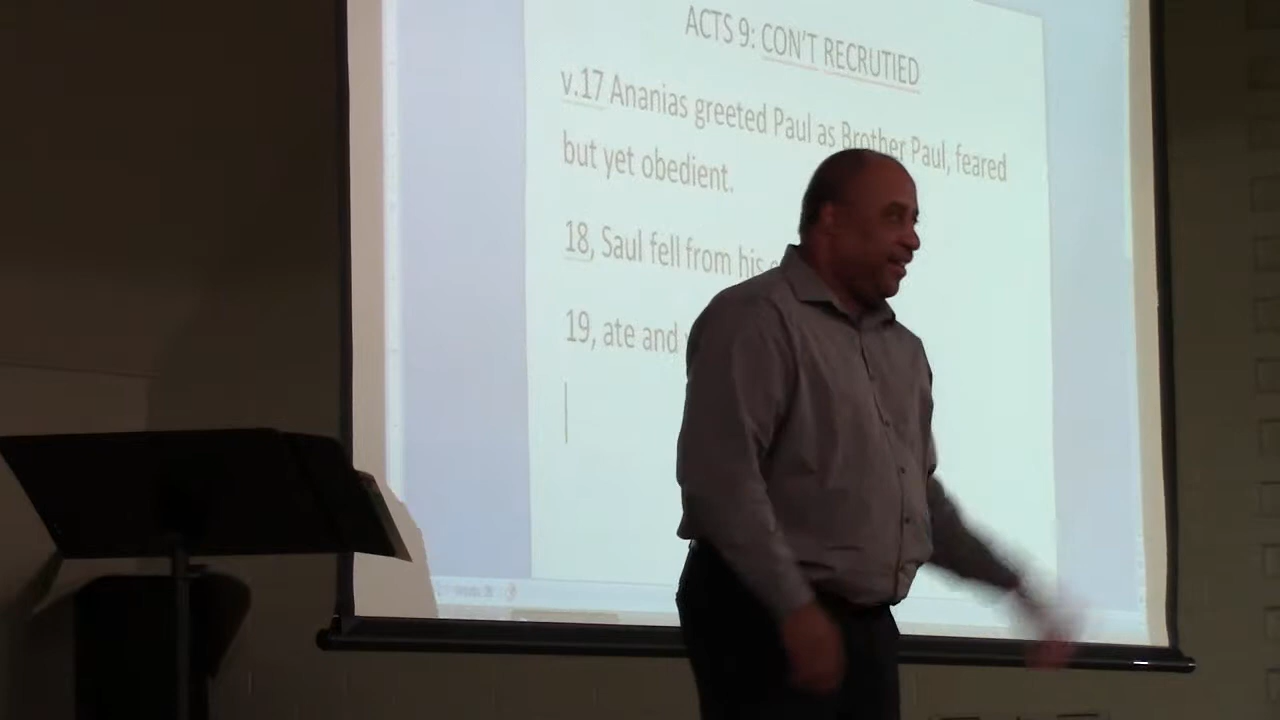 ACTS 9: CON'T RECRUTIED
v.17 Ananias greeted Paul as Brother Paul, feared
but yet obedient.
18, Saul fell from his
19, ate and